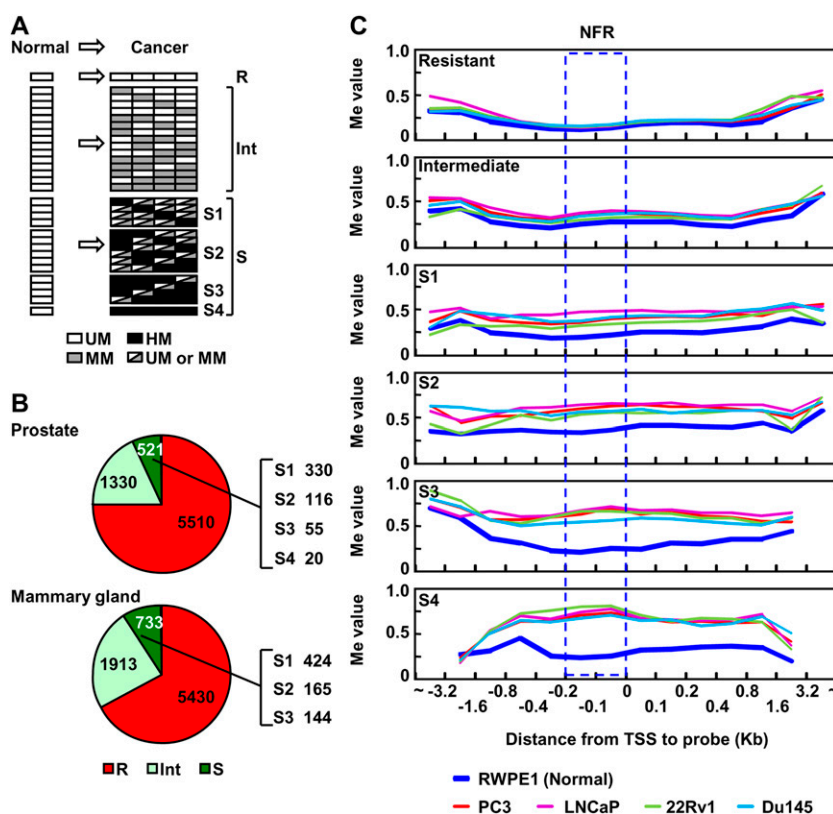 A
Normal Cancer
R
Int
S1
S2
S
S3
S4
UM HM
MM UM or MM
B
Prostate
521
1330
5510
S1 330
S2 116
S3 55
S4 20
Mammary gland
733
1913
5430
S1 424
S2 165
S3 144
R Int S
C
NFR
Me value
1.0
0.5
0
Resistant
Me value
1.0
0.5
0
Intermediate
Me value
1.0
0.5
0
S1
Me value
1.0
0.5
0
S2
Me value
1.0
0.5
0
S3
Me value
1.0
0.5
0
S4
~ -3.2 -0.8 -0.2 0 0.2 0.8 3.2 ~
-1.6 -0.4 -0.1 0.1 0.4 1.6
Distance from TSS to probe (Kb)
RWPE1 (Normal)
PC3 LNCaP 22Rv1 Du145